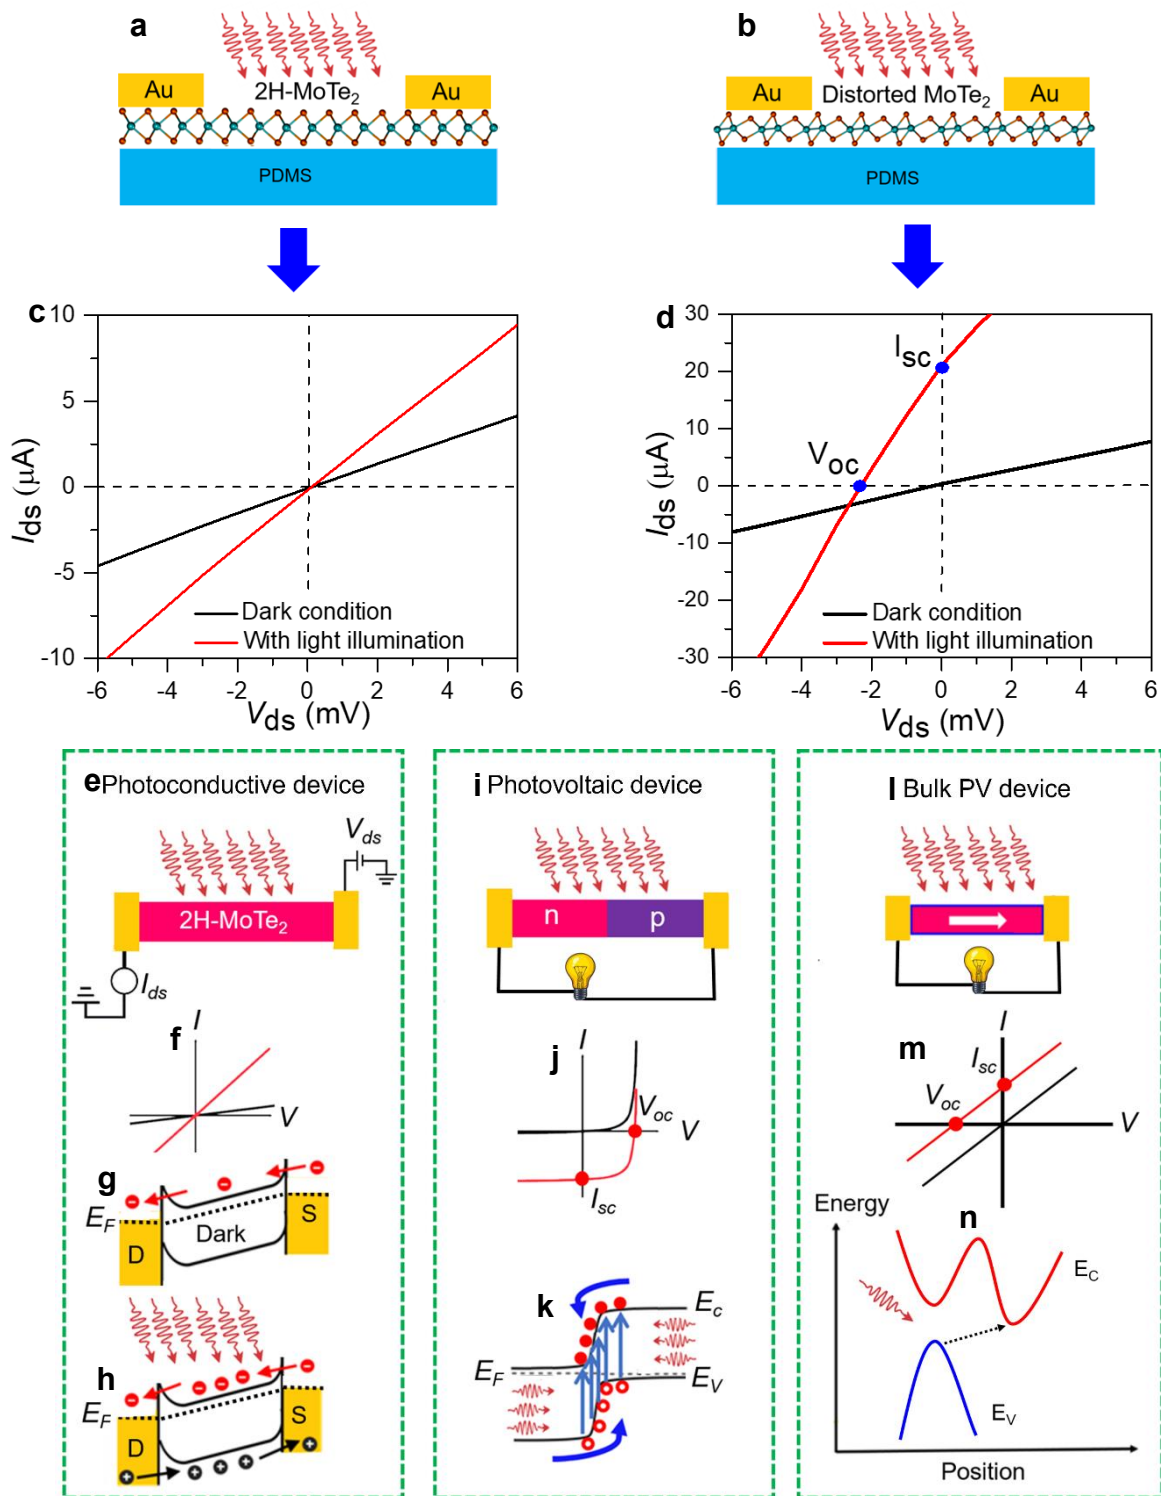 a
Au
2H-MoTe2
Au
PDMS
b
Au
Distorted MoTe2
Au
PDMS
c
10
5
0
-5
-10
Ids (μA)
Dark condition
With light illumination
-6 -4 -2 0 2 4 6
Vds (mV)
d
30
20
10
0
-10
-20
-30
Ids (μA)
Isc
Voc
Dark condition
With light illumination
-6 -4 -2 0 2 4 6
Vds (mV)
e Photoconductive device
Vds
2H-MoTe2
Ids
f
I
V
g
EF
D
Dark
S
h
EF
D
S
i Photovoltaic device
n p
j
I
Voc
V
Isc
k
Ec
EF
EV
l Bulk PV device
m
I
Isc
Voc
V
Energy
n
EC
EV
Position